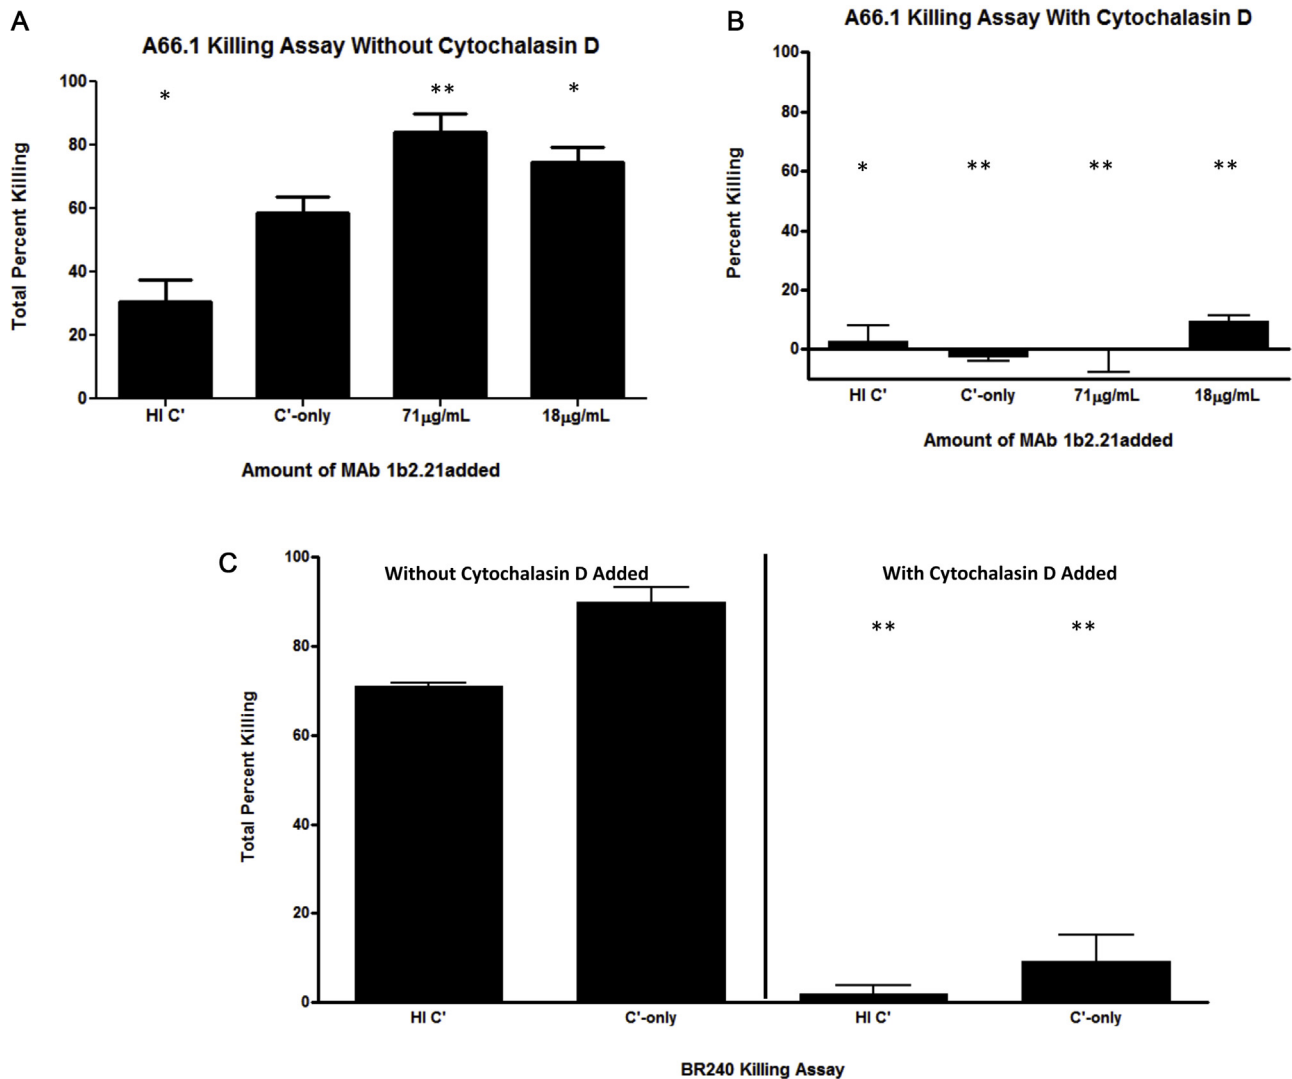 A
A66.1 Killing Assay Without Cytochalasin D
Total Percent Killing
100
80
60
40
20
0
*
**
*
HI C'
C'-only
71µg/mL
18µg/mL
Amount of MAb 1b2.21added
B
A66.1 Killing Assay With Cytochalasin D
Percent Killing
100
80
60
40
20
0
*
**
**
**
HI C'
C'-only
71µg/mL
18µg/mL
Amount of MAb 1b2.21added
C
Total Percent Killing
100
80
60
40
20
0
Without Cytochalasin D Added
With Cytochalasin D Added
**
**
HI C'
C'-only
HI C'
C'-only
BR240 Killing Assay